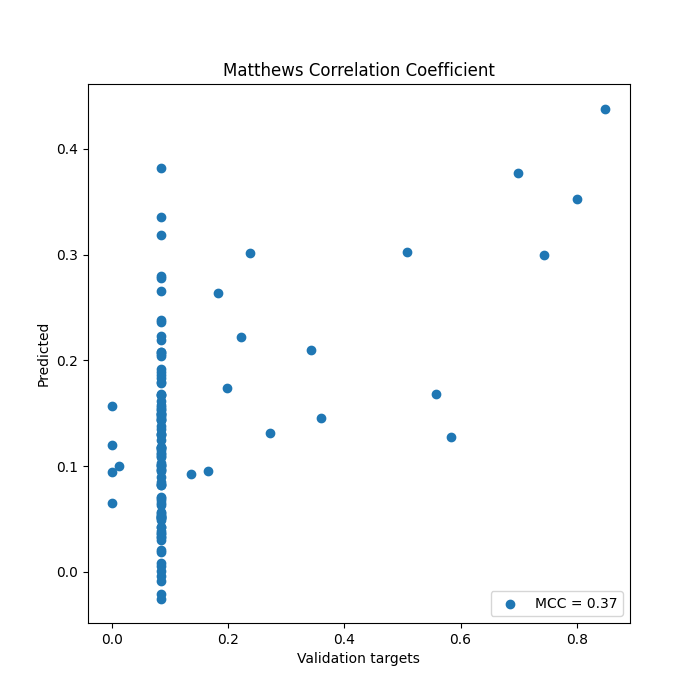 Matthews Correlation Coefficient
0.4
0.3
0.2
0.1
0.0
Predicted
MCC = 0.37
0.0 0.2 0.4 0.6 0.8
Validation targets